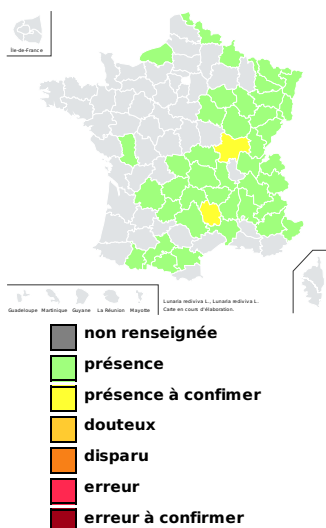 Île-de-France
Lunaria rediviva L., Lunaria rediviva L.
Carte en cours d'élaboration.
Guadeloupe Martinique Guyane La Réunion Mayotte
non renseignée
présence
présence à confimer
douteux
disparu
erreur
erreur à confirmer